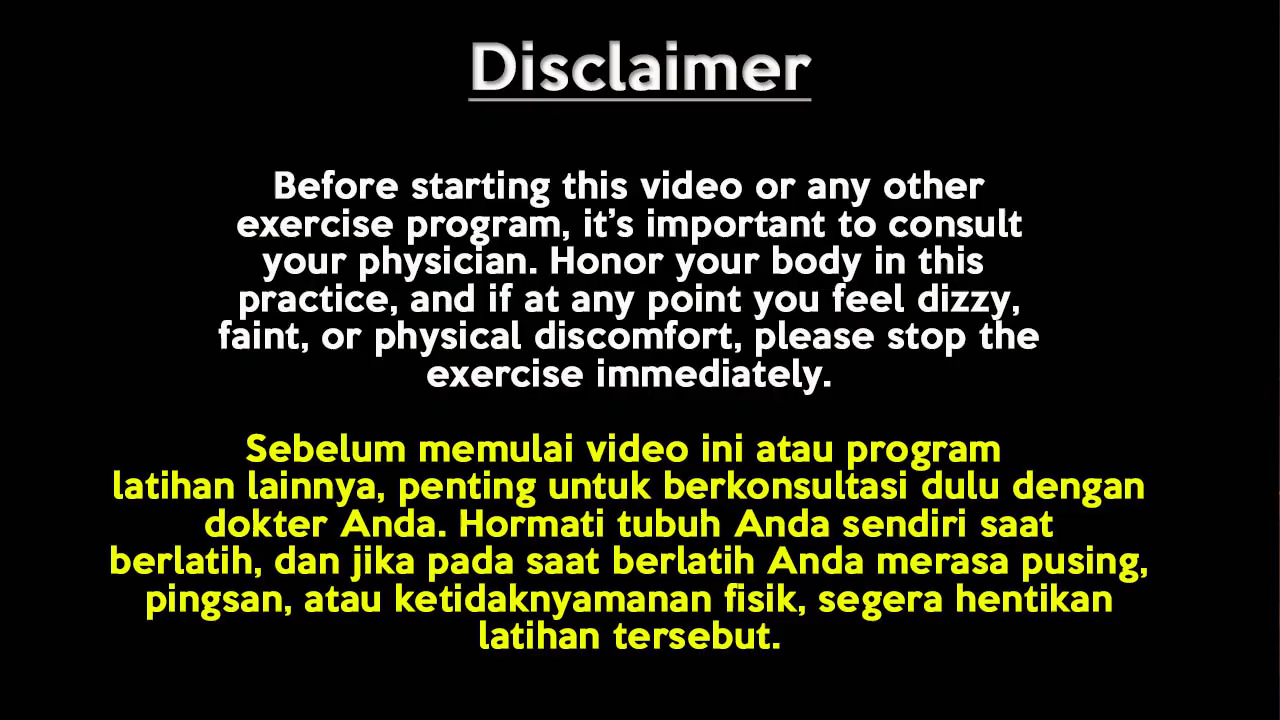 Disclaimer
Before starting this video or any other
exercise program, it's important to consult
your physician. Honor your body in this
practice, and if at any point you feel dizzy,
faint, or physical discomfort, please stop the
exercise immediately.
Sebelum memulai video ini atau program
latihan lainnya, penting untuk berkonsultasi dulu dengan
dokter Anda. Hormati tubuh Anda sendiri saat
berlatih, dan jika pada saat berlatih Anda merasa pusing,
pingsan, atau ketidaknyamanan fisik, segera hentikan
latihan tersebut.